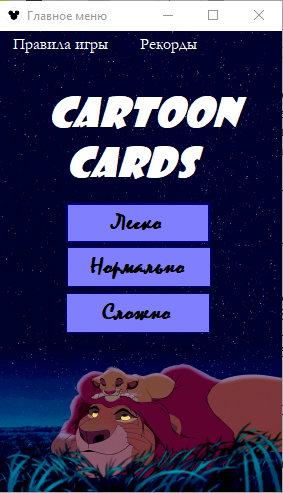 Главное меню
Правила игры Рекорды
CARTOON
CARDS
Легко
Нормально
Сложно